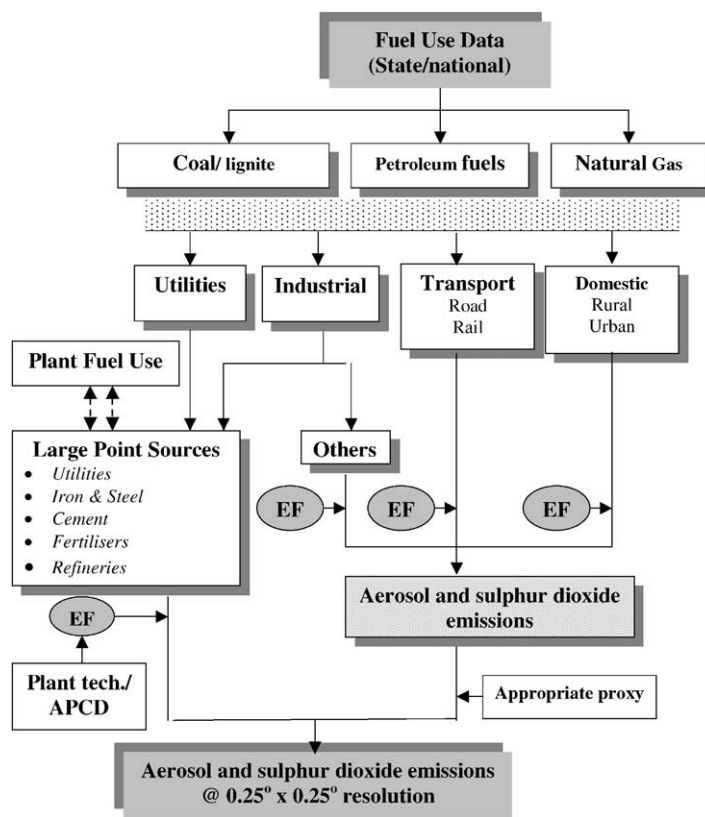 Fuel Use Data
(State/national)
Coal/ lignite
Petroleum fuels
Natural Gas
Utilities
Industrial
Transport
Road
Rail
Domestic
Rural
Urban
Plant Fuel Use
Large Point Sources
• Utilities
• Iron & Steel
• Cement
• Fertilisers
• Refineries
Others
EF
EF
EF
Aerosol and sulphur dioxide
emissions
EF
Plant tech./
APCD
Appropriate proxy
Aerosol and sulphur dioxide emissions
@ 0.25° x 0.25° resolution